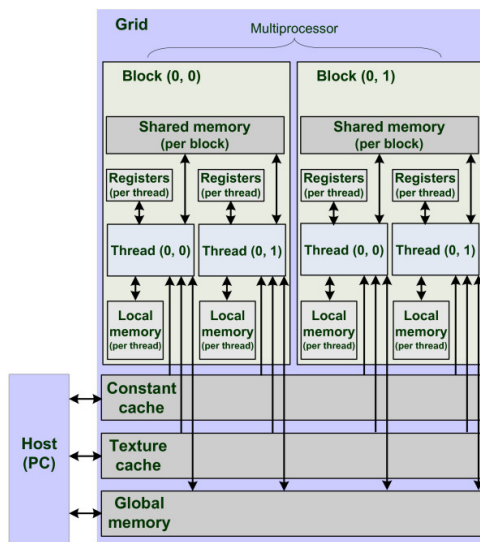 Grid
Multiprocessor
Block (0, 0)
Block (0, 1)
Shared memory
(per block)
Shared memory
(per block)
Registers
(per thread)
Registers
(per thread)
Registers
(per thread)
Registers
(per thread)
Thread (0, 0)
Thread (0, 1)
Thread (0, 0)
Thread (0, 1)
Local
memory
(per thread)
Local
memory
(per thread)
Local
memory
(per thread)
Local
memory
(per thread)
Host
(PC)
Constant
cache
Texture
cache
Global
memory